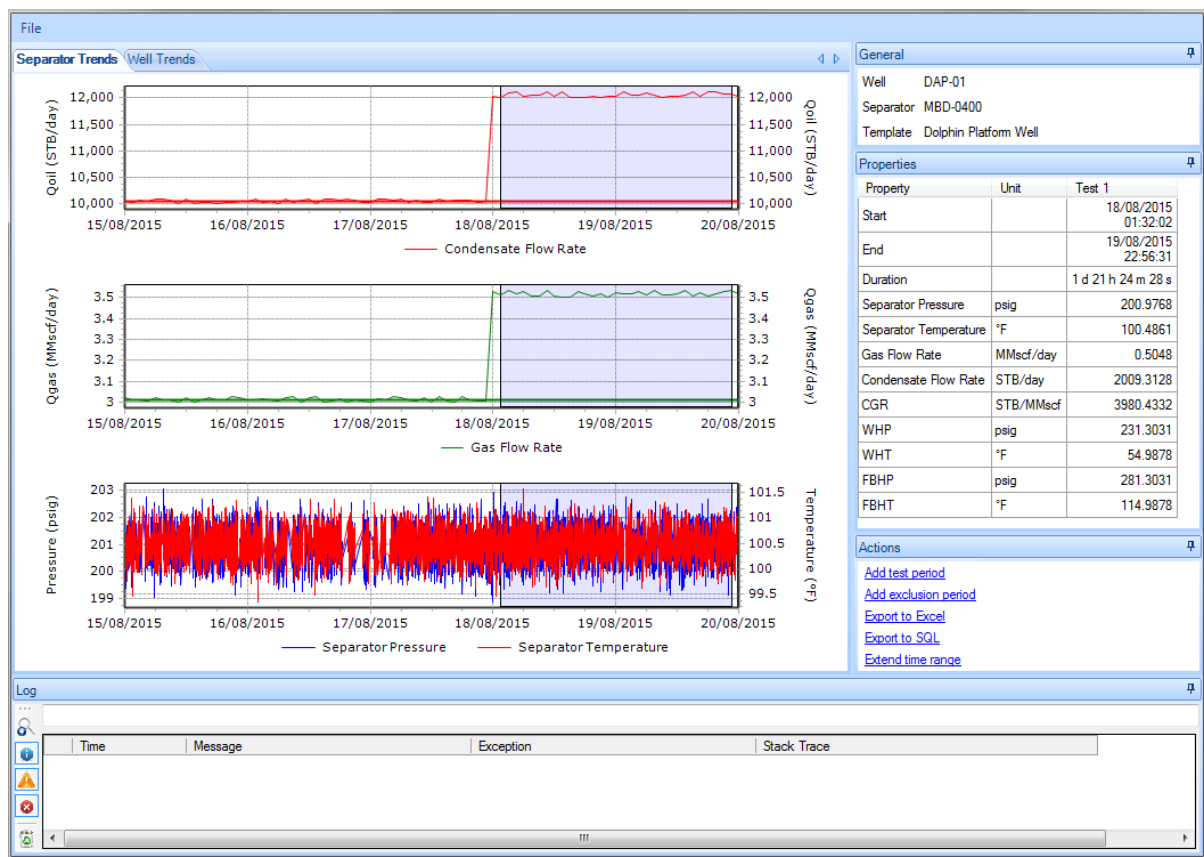 File
Separator Trends Well Trends
12,000 12,000
11,500 11,500
11,000 11,000
10,500 10,500
10,000 10,000
Qoil (STB/day) Qoil (STB/day)
15/08/2015 16/08/2015 17/08/2015 18/08/2015 19/08/2015 20/08/2015
Condensate Flow Rate
3.5 3.5
3.4 3.4
3.3 3.3
3.2 3.2
3.1 3.1
3 3
Qgas (MMscf/day) Qgas (MMscf/day)
15/08/2015 16/08/2015 17/08/2015 18/08/2015 19/08/2015 20/08/2015
Gas Flow Rate
203 101.5
202 101
201 100.5
200 100
199 99.5
Pressure (psig) Temperature (°F)
15/08/2015 16/08/2015 17/08/2015 18/08/2015 19/08/2015 20/08/2015
Separator Pressure Separator Temperature
General
Well DAP-01
Separator MBD-0400
Template Dolphin Platform Well
Properties
Property Unit Test 1
Start 18/08/2015
01:32:02
End 19/08/2015
22:56:31
Duration 1 d 21 h 24 m 28 s
Separator Pressure psig 200.9768
Separator Temperature °F 100.4861
Gas Flow Rate MMscf/day 0.5048
Condensate Flow Rate STB/day 2009.3128
CGR STB/MMscf 3980.4332
WHP psig 231.3031
WHT °F 54.9878
FBHP psig 281.3031
FBHT °F 114.9878
Actions
Add test period
Add exclusion period
Export to Excel
Export to SQL
Extend time range
Log
Time Message Exception Stack Trace